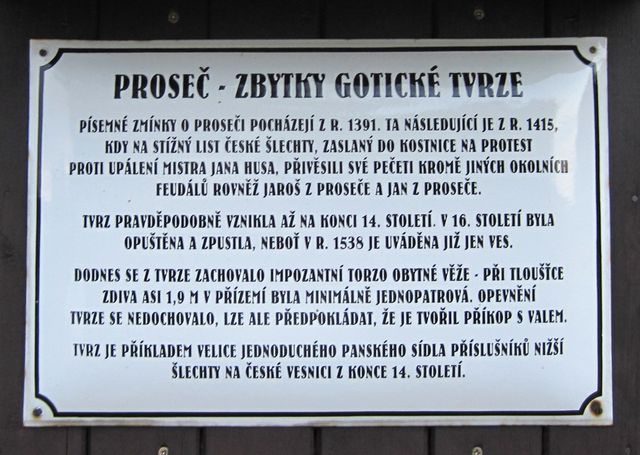 PROSEČ - ZBYTKY GOTICKÉ TVRZE
PÍSEMNÉ ZMÍNKY O PROSEČI POCHÁZEJÍ Z R. 1391. TA NÁSLEDUJÍCÍ JE Z R. 1415,
KDY NA STÍŽNÝ LIST ČESKÉ ŠLECHTY, ZASLANÝ DO KOSTNICE NA PROTEST
PROTI UPÁLENÍ MISTRA JANA HUSA, PŘIVĚSILI SVÉ PEČETI KROMĚ JINÝCH OKOLNÍCH
FEUDÁLŮ ROVNĚŽ JAROŠ Z PROSEČE A JAN Z PROSEČE.
TVRZ PRAVDĚPODOBNĚ VZNIKLA AŽ NA KONCI 14. STOLETÍ. V 16. STOLETÍ BYLA
OPUŠTĚNA A ZPUSTLA, NEBOŤ V R. 1538 JE UVÁDĚNA JIŽ JEN VES.
DODNES SE Z TVRZE ZACHOVALO IMPOZANTNÍ TORZO OBYTNÉ VĚŽE - PŘI TLOUŠŤCE
ZDIVA ASI 1,9 M V PŘÍZEMÍ BYLA MINIMÁLNĚ JEDNOPATROVÁ. OPEVNĚNÍ
TVRZE SE NEDOCHOVALO, LZE ALE PŘEDPOKLÁDAT, ŽE JE TVOŘIL PŘÍKOP S VALEM.
TVRZ JE PŘÍKLADEM VELICE JEDNODUCHÉHO PANSKÉHO SÍDLA PŘÍSLUŠNÍKŮ NIŽŠÍ
ŠLECHTY NA ČESKÉ VESNICI Z KONCE 14. STOLETÍ.